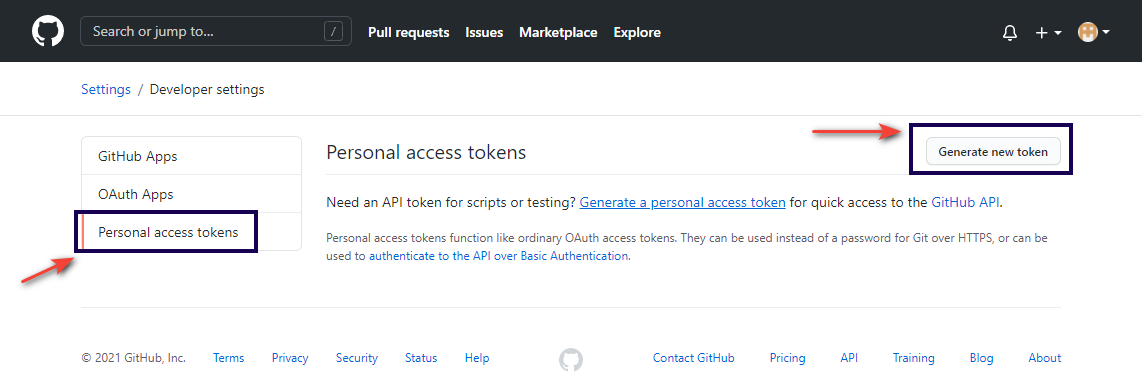 Search or jump to... /
Pull requests Issues Marketplace Explore
Settings / Developer settings
GitHub Apps
OAuth Apps
Personal access tokens
Personal access tokens
Generate new token
Need an API token for scripts or testing? Generate a personal access token for quick access to the GitHub API.
Personal access tokens function like ordinary OAuth access tokens. They can be used instead of a password for Git over HTTPS, or can be
used to authenticate to the API over Basic Authentication.
© 2021 GitHub, Inc. Terms Privacy Security Status Help Contact GitHub Pricing API Training Blog About